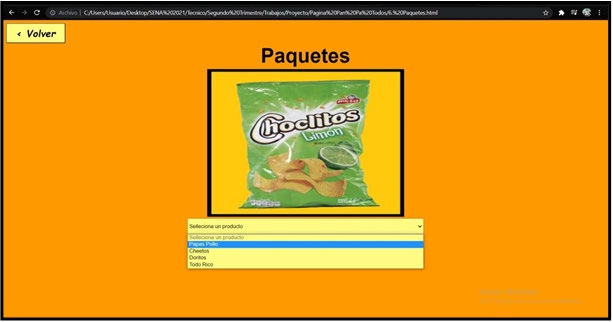 Archivo
C:/Users/Usuario/Desktop/SENA%202021/Tecnico/Segundo%20Trimestre/Trabajos/Proyecto/Pagina%20Pan%20Pa%20Todos/6.%20Paquetes.html
< Volver
Paquetes
Choclitos
Limón
Selecciona un producto
Selecciona un producto
Papas Pollo
Cheetos
Doritos
Todo Rico